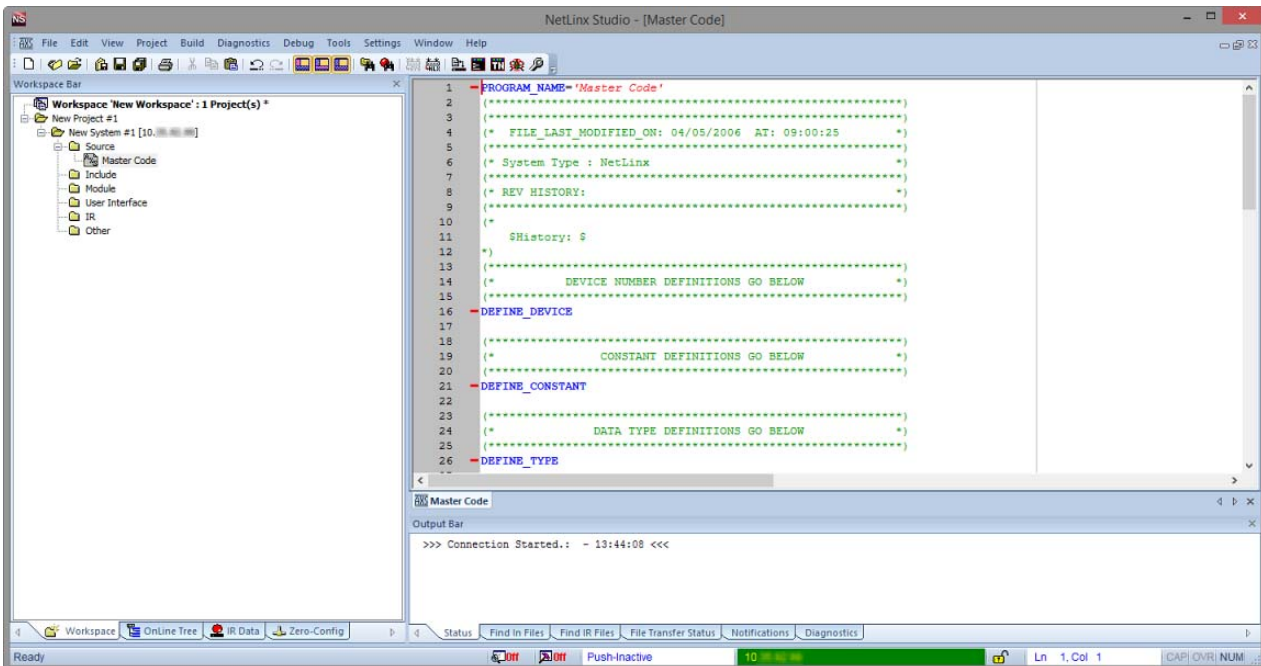 NS
NetLinx Studio - [Master Code]
File Edit View Project Build Diagnostics Debug Tools Settings Window Help
Workspace Bar
Workspace 'New Workspace' : 1 Project(s) *
New Project #1
New System #1 [10.
Source
Master Code
Include
Module
User Interface
IR
Other
1 PROGRAM_NAME='Master Code'
2 (***********************************************************)
3 (***********************************************************)
4 (* FILE_LAST_MODIFIED_ON: 04/05/2006 AT: 09:00:25 *)
5 (***********************************************************)
6 (* System Type : NetLinx *)
7 (***********************************************************)
8 (* REV HISTORY: *)
9 (***********************************************************)
10 (*
11 $History: $
12 *)
13 (***********************************************************)
14 (* DEVICE NUMBER DEFINITIONS GO BELOW *)
15 (***********************************************************)
16 DEFINE_DEVICE
17
18 (***********************************************************)
19 (* CONSTANT DEFINITIONS GO BELOW *)
20 (***********************************************************)
21 DEFINE_CONSTANT
22
23 (***********************************************************)
24 (* DATA TYPE DEFINITIONS GO BELOW *)
25 (***********************************************************)
26 DEFINE_TYPE
Master Code
Output Bar
>>> Connection Started.: - 13:44:08 <<<
Workspace OnLine Tree IR Data Zero-Config
Status Find In Files Find IR Files File Transfer Status Notifications Diagnostics
Ready Off Off Push-Inactive 10 Ln 1, Col 1 CAP OVR NUM